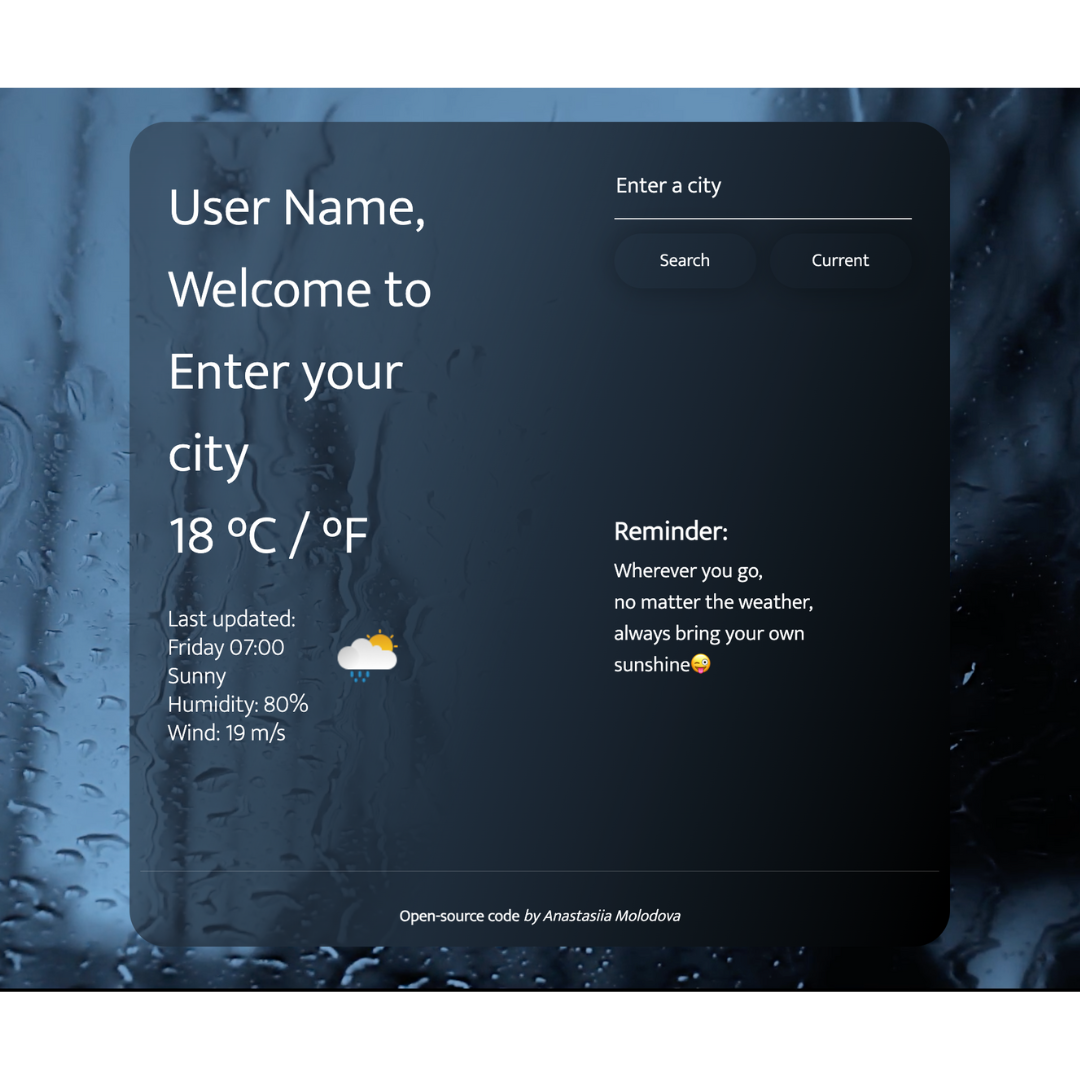 User Name,
Welcome to
Enter your
city
18 ºC / ºF
Last updated:
Friday 07:00
Sunny
Humidity: 80%
Wind: 19 m/s
Enter a city
Search Current
Reminder:
Wherever you go,
no matter the weather,
always bring your own
sunshine😜
Open-source code by Anastasiia Molodova